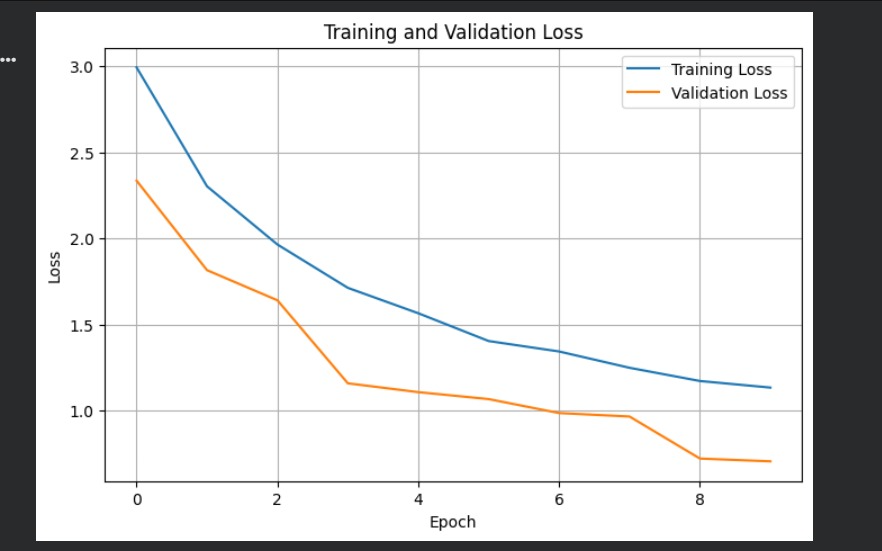 Training and Validation Loss
Training Loss
Validation Loss
3.0
2.5
2.0
1.5
1.0
Loss
0 2 4 6 8
Epoch